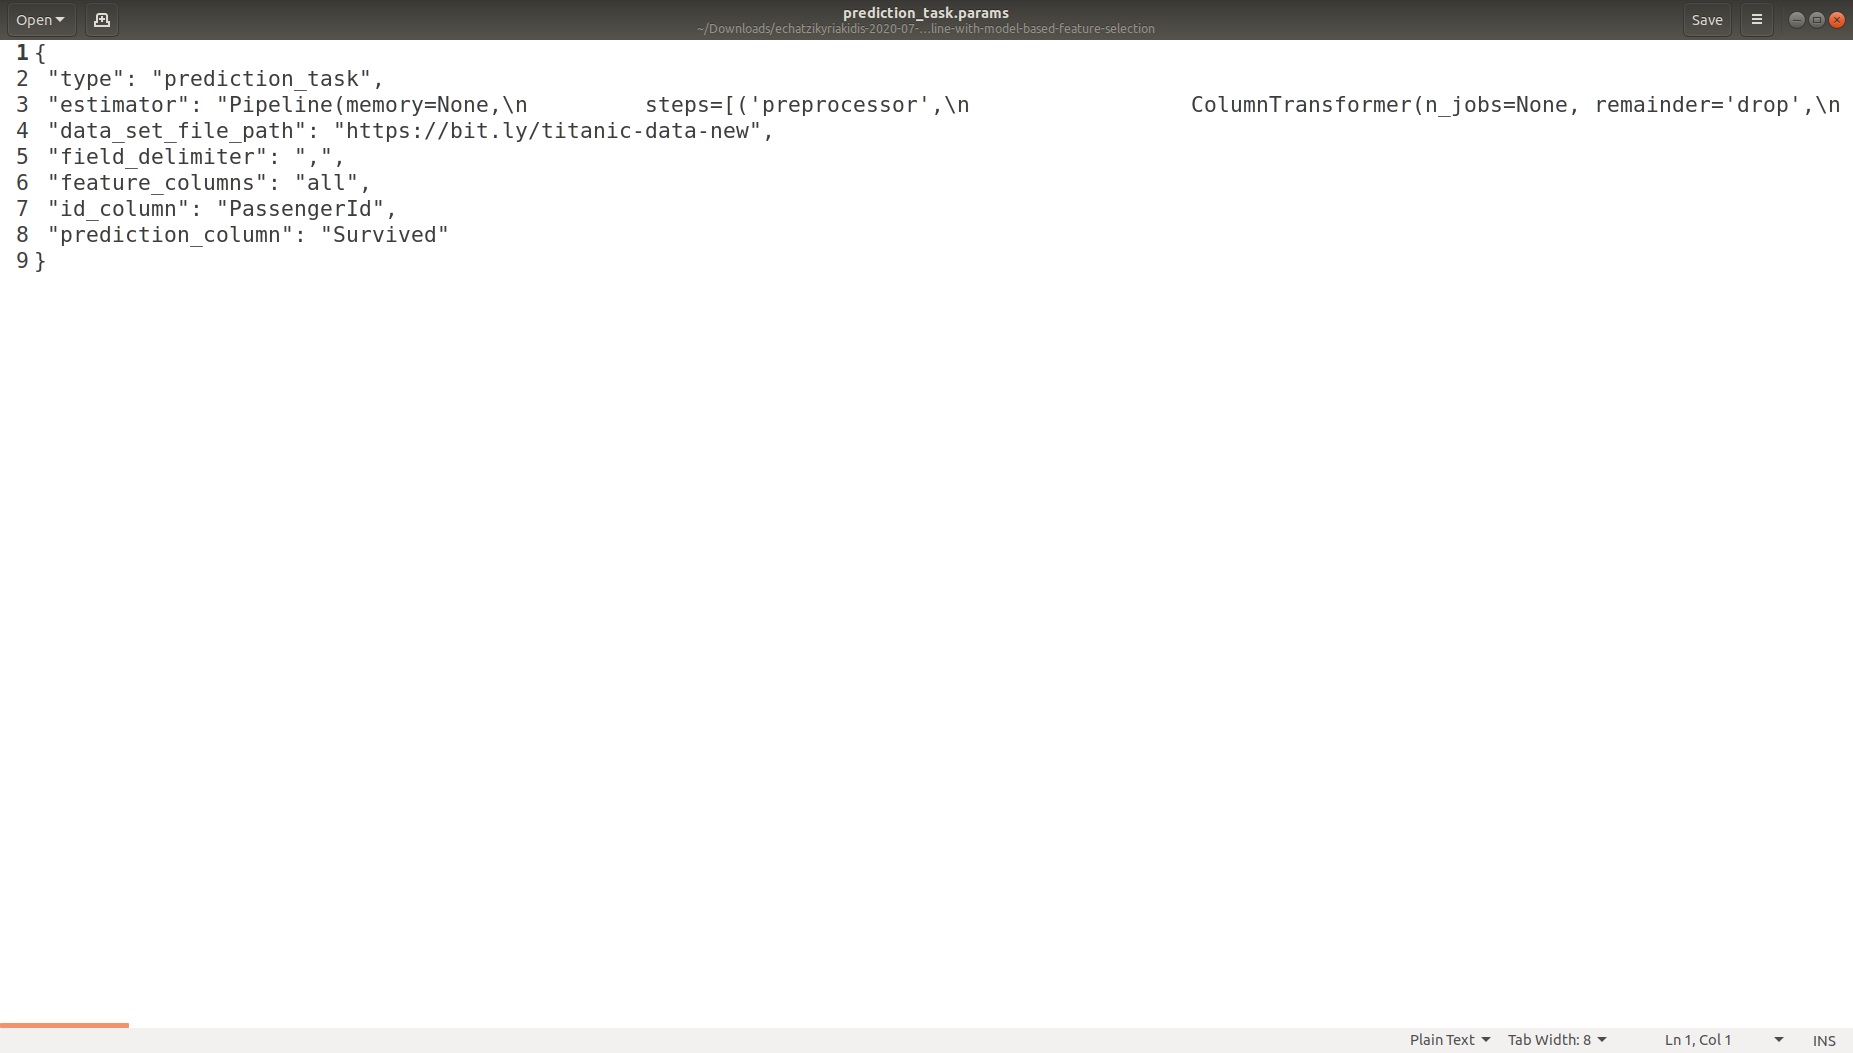 Open
prediction_task.params
~/Downloads/echatzikyriakidis-2020-07-...line-with-model-based-feature-selection
Save
1 {
2 "type": "prediction_task",
3 "estimator": "Pipeline(memory=None,\n         steps=[('preprocessor',\n                 ColumnTransformer(n_jobs=None, remainder='drop',\n
4 "data_set_file_path": "https://bit.ly/titanic-data-new",
5 "field_delimiter": ",",
6 "feature_columns": "all",
7 "id_column": "PassengerId",
8 "prediction_column": "Survived"
9 }
Plain Text Tab Width: 8 Ln 1, Col 1 INS